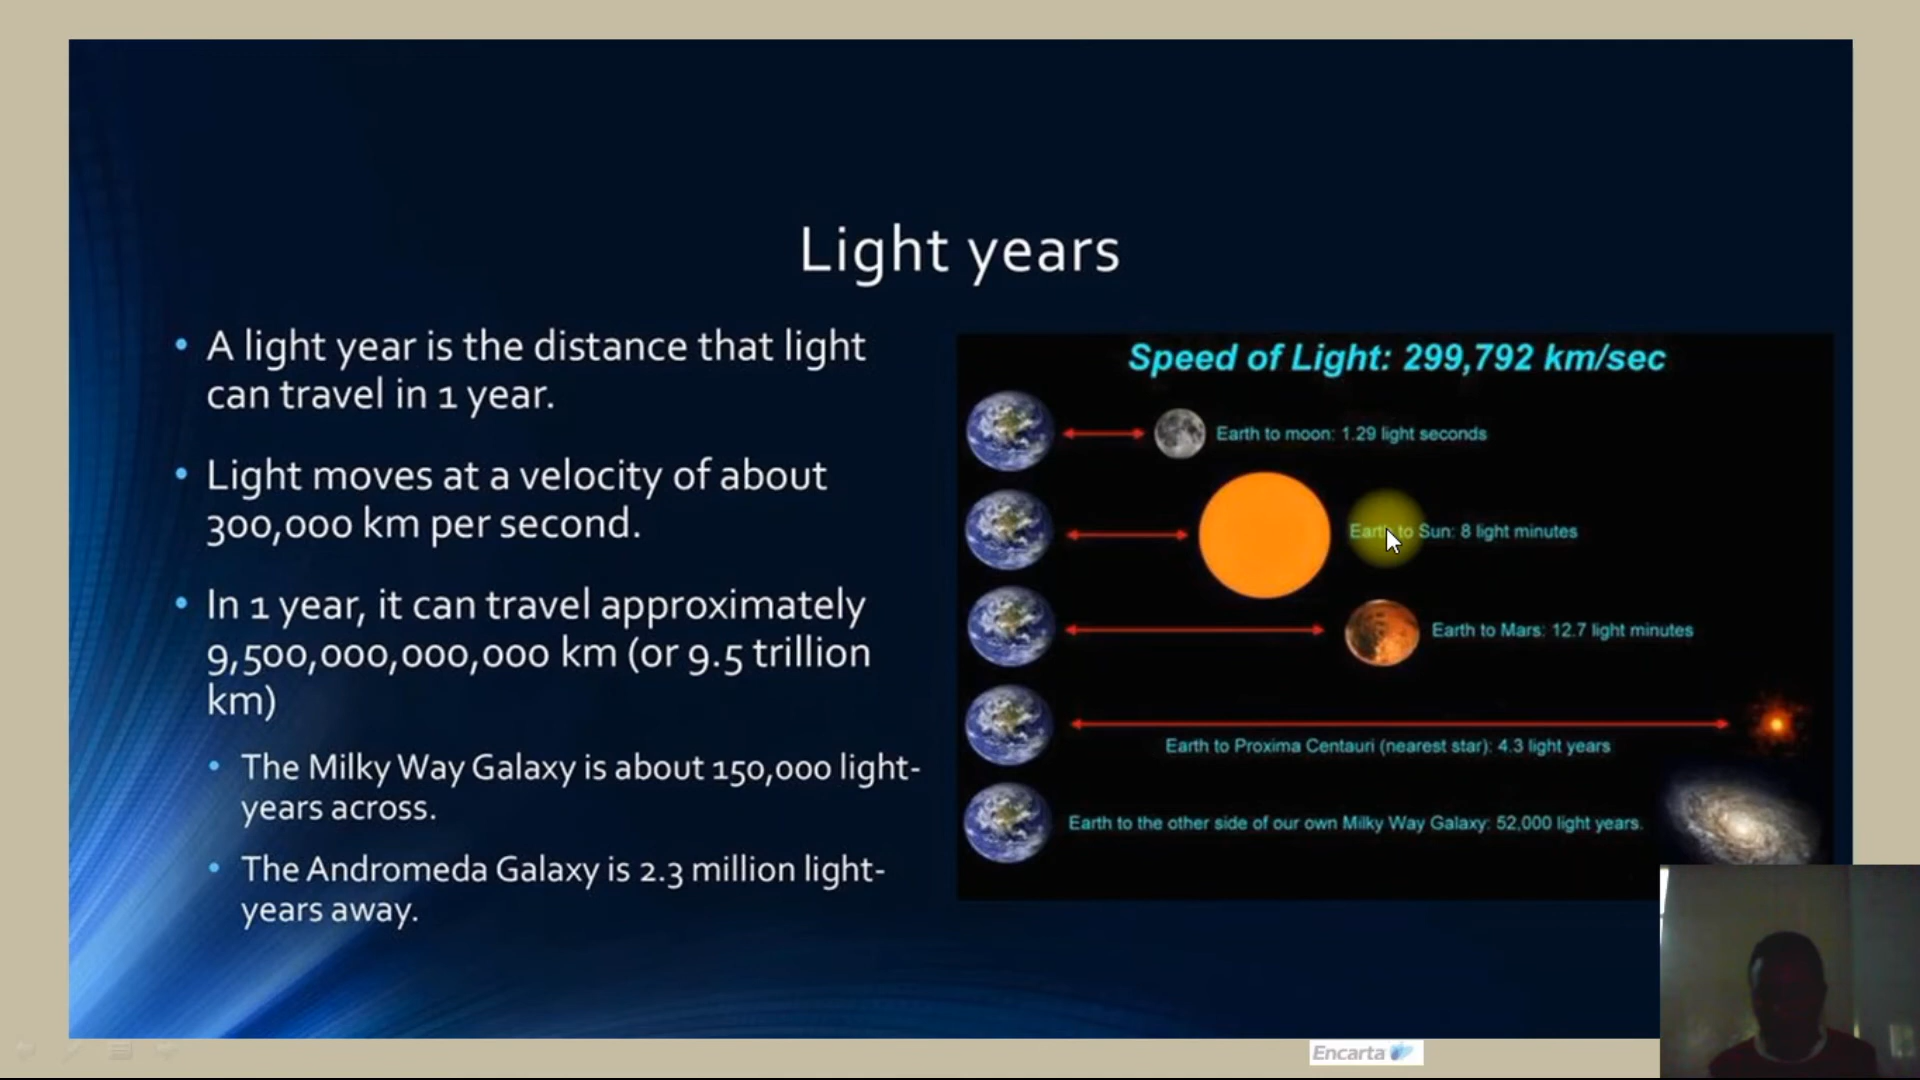 Light years
• A light year is the distance that light
can travel in 1 year.
• Light moves at a velocity of about
300,000 km per second.
• In 1 year, it can travel approximately
9,500,000,000,000 km (or 9.5 trillion
km)
• The Milky Way Galaxy is about 150,000 light-
years across.
• The Andromeda Galaxy is 2.3 million light-
years away.
Speed of Light: 299,792 km/sec
Earth to moon: 1.29 light seconds
Earth to Sun: 8 light minutes
Earth to Mars: 12.7 light minutes
Earth to Proxima Centauri (nearest star): 4.3 light years
Earth to the other side of our own Milky Way Galaxy: 52,000 light years.
Encarta